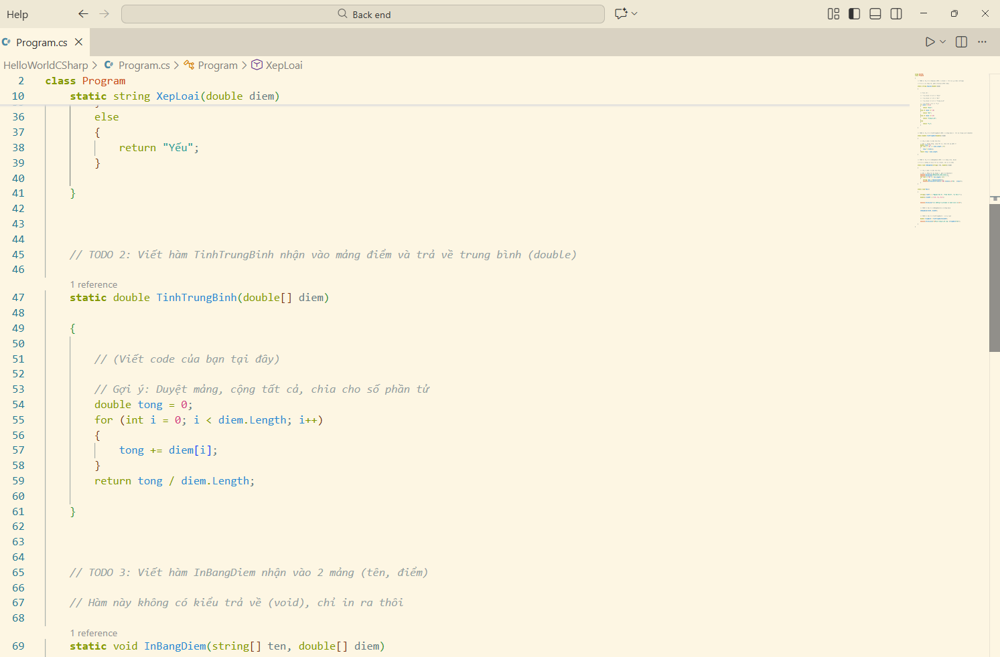 Help
Back end
Program.cs
HelloWorldCSharp > Program.cs > Program > XepLoai
2 class Program
10 static string XepLoai(double diem)
36 else
37 {
38 return "Yếu";
39 }
40
41 }
42
43
44
45 // TODO 2: Viết hàm TinhTrungBinh nhận vào mảng điểm và trả về trung bình (double)
46
1 reference
47 static double TinhTrungBinh(double[] diem)
48
49 {
50
51 // (Viết code của bạn tại đây)
52
53 // Gợi ý: Duyệt mảng, cộng tất cả, chia cho số phần tử
54 double tong = 0;
55 for (int i = 0; i < diem.Length; i++)
56 {
57 tong += diem[i];
58 }
59 return tong / diem.Length;
60
61 }
62
63
64
65 // TODO 3: Viết hàm InBangDiem nhận vào 2 mảng (tên, điểm)
66
67 // Hàm này không có kiểu trả về (void), chỉ in ra thôi
68
1 reference
69 static void InBangDiem(string[] ten, double[] diem)